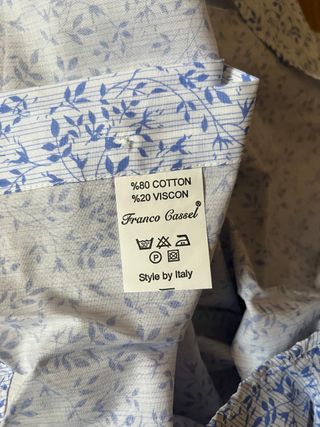 %80 COTTON
%20 VISCON
Franco Cassel®
P
Style by Italy